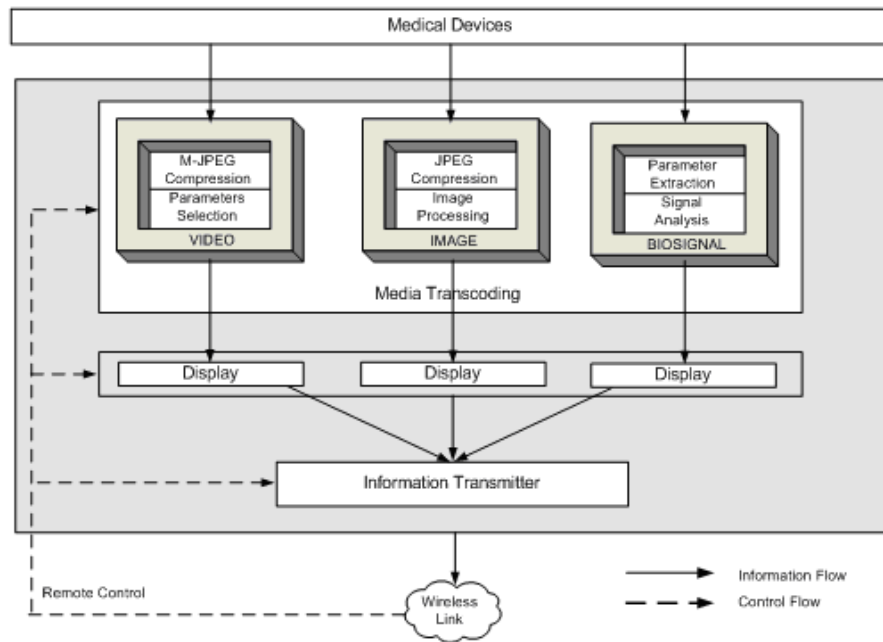 Medical Devices
M-JPEG
Compression
Parameters
Selection
VIDEO
JPEG
Compression
Image
Processing
IMAGE
Parameter
Extraction
Signal
Analysis
BIOSIGNAL
Media Transcoding
Display
Display
Display
Information Transmitter
Remote Control
Wireless
Link
Information Flow
Control Flow